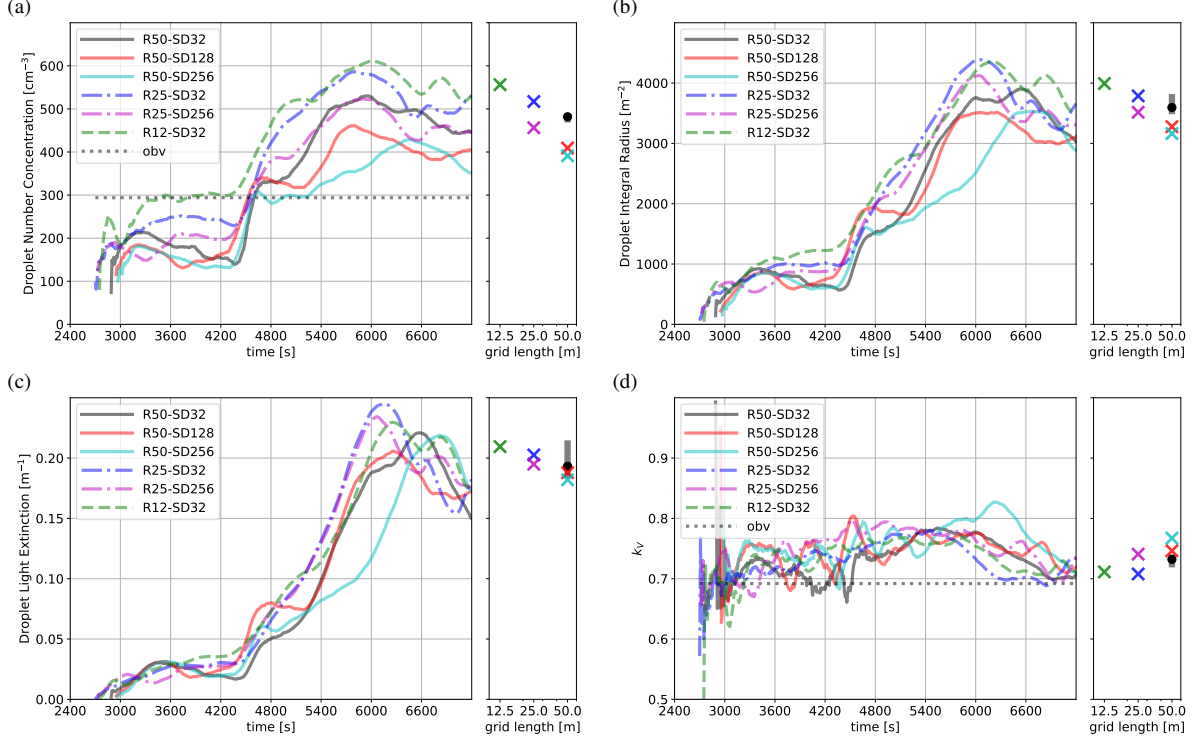 (a)
Droplet Number Concentration [cm⁻³]
600
500
400
300
200
100
0
R50-SD32
R50-SD128
R50-SD256
R25-SD32
R25-SD256
R12-SD32
obv
2400 3000 3600 4200 4800 5400 6000 6600
time [s]
12.5 25.0 50.0
grid length [m]
(b)
Droplet Integral Radius [m⁻²]
4000
3000
2000
1000
0
R50-SD32
R50-SD128
R50-SD256
R25-SD32
R25-SD256
R12-SD32
2400 3000 3600 4200 4800 5400 6000 6600
time [s]
12.5 25.0 50.0
grid length [m]
(c)
Droplet Light Extinction [m⁻¹]
0.20
0.15
0.10
0.05
0.00
R50-SD32
R50-SD128
R50-SD256
R25-SD32
R25-SD256
R12-SD32
2400 3000 3600 4200 4800 5400 6000 6600
time [s]
12.5 25.0 50.0
grid length [m]
(d)
k_V
0.9
0.8
0.7
0.6
0.5
R50-SD32
R50-SD128
R50-SD256
R25-SD32
R25-SD256
R12-SD32
obv
2400 3000 3600 4200 4800 5400 6000 6600
time [s]
12.5 25.0 50.0
grid length [m]